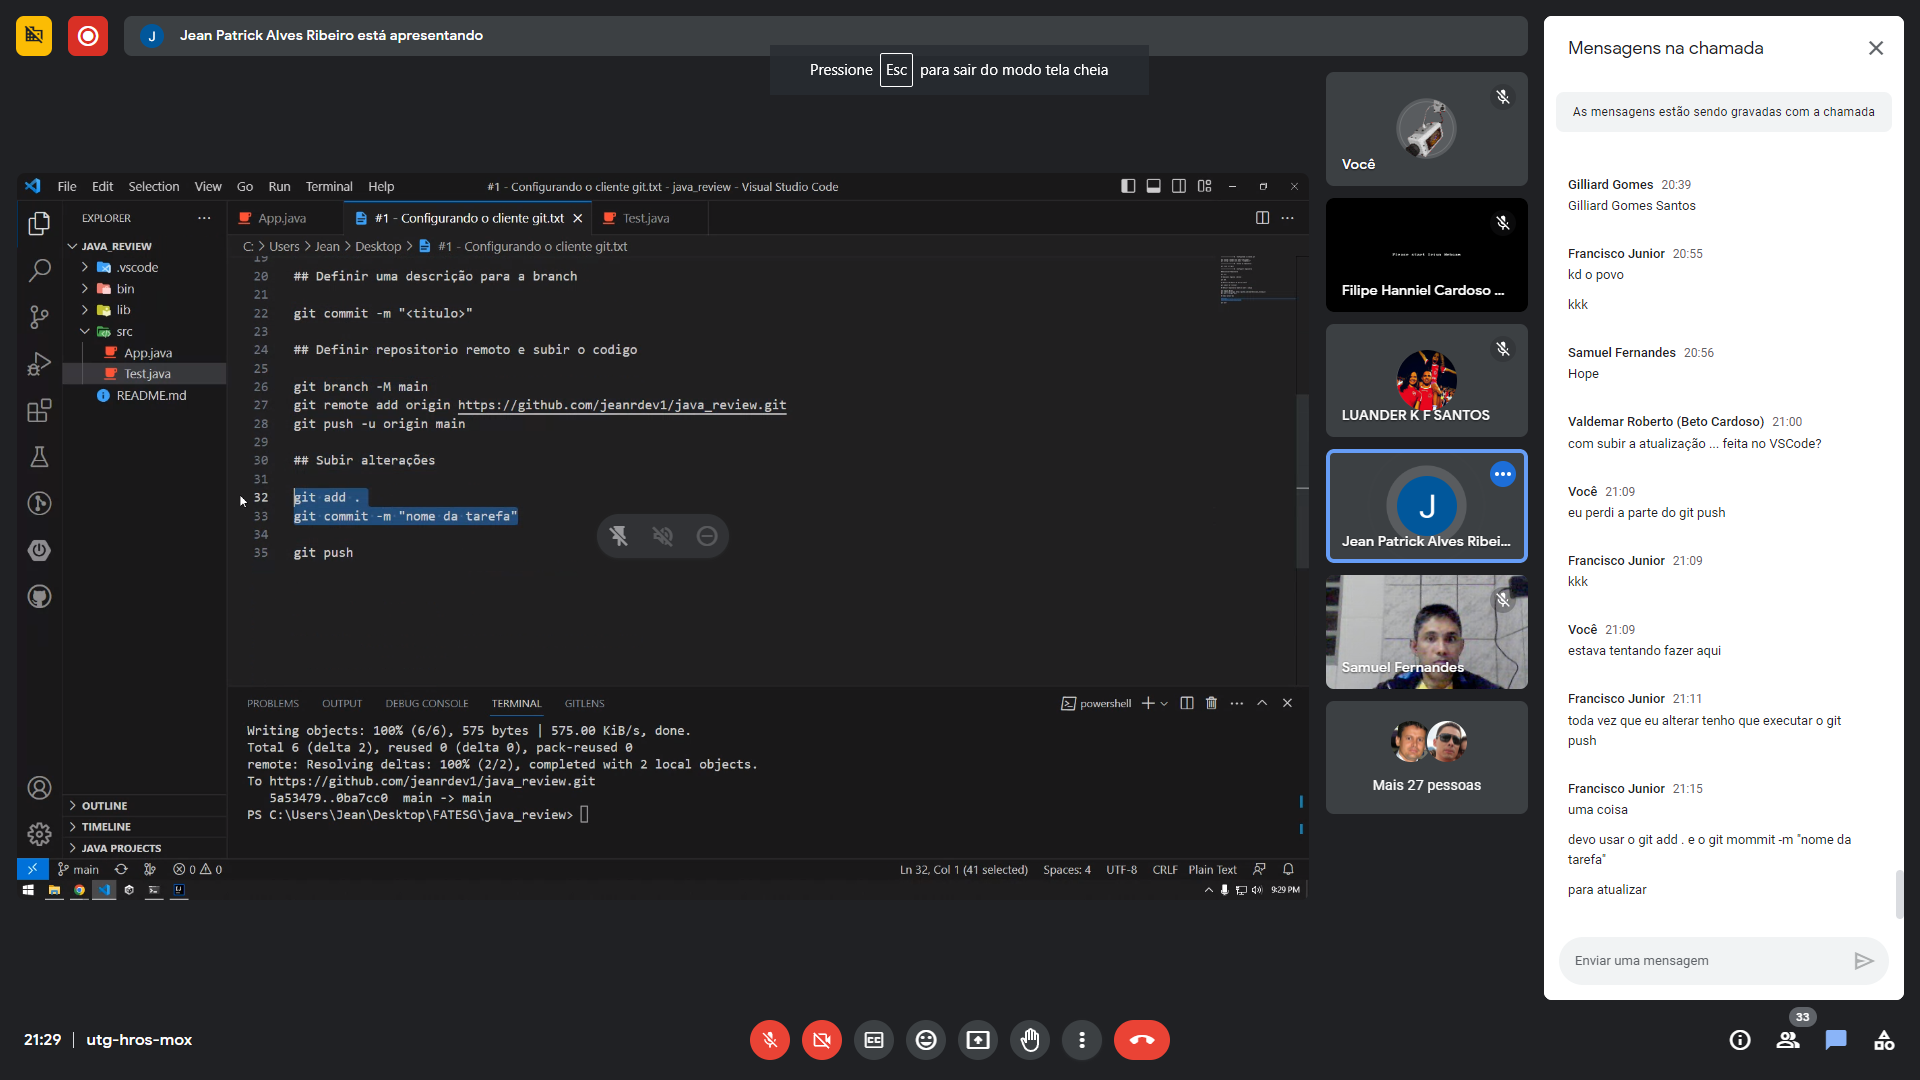 J Jean Patrick Alves Ribeiro está apresentando
Pressione Esc para sair do modo tela cheia
File Edit Selection View Go Run Terminal Help
#1 - Configurando o cliente git.txt - java_review - Visual Studio Code
EXPLORER
App.java
#1 - Configurando o cliente git.txt
Test.java
JAVA_REVIEW
.vscode
bin
lib
src
App.java
Test.java
README.md
OUTLINE
TIMELINE
JAVA PROJECTS
C: > Users > Jean > Desktop > #1 - Configurando o cliente git.txt
19
20 ## Definir uma descrição para a branch
21
22 git commit -m "<titulo>"
23
24 ## Definir repositorio remoto e subir o codigo
25
26 git branch -M main
27 git remote add origin https://github.com/jeanrdev1/java_review.git
28 git push -u origin main
29
30 ## Subir alterações
31
32 git add .
33 git commit -m "nome da tarefa"
34
35 git push
PROBLEMS OUTPUT DEBUG CONSOLE TERMINAL GITLENS
powershell
Writing objects: 100% (6/6), 575 bytes | 575.00 KiB/s, done.
Total 6 (delta 2), reused 0 (delta 0), pack-reused 0
remote: Resolving deltas: 100% (2/2), completed with 2 local objects.
To https://github.com/jeanrdev1/java_review.git
5a53479..0ba7cc0 main -> main
PS C:\Users\Jean\Desktop\FATESG\java_review>
main 0 0
Ln 32, Col 1 (41 selected) Spaces: 4 UTF-8 CRLF Plain Text
9:29 PM
Você
Please start Iriun Webcam
Filipe Hanniel Cardoso ...
LUANDER K F SANTOS
J
Jean Patrick Alves Ribei...
Samuel Fernandes
Mais 27 pessoas
Mensagens na chamada
As mensagens estão sendo gravadas com a chamada
Gilliard Gomes 20:39
Gilliard Gomes Santos
Francisco Junior 20:55
kd o povo
kkk
Samuel Fernandes 20:56
Hope
Valdemar Roberto (Beto Cardoso) 21:00
com subir a atualização ... feita no VSCode?
Você 21:09
eu perdi a parte do git push
Francisco Junior 21:09
kkk
Você 21:09
estava tentando fazer aqui
Francisco Junior 21:11
toda vez que eu alterar tenho que executar o git
push
Francisco Junior 21:15
uma coisa
devo usar o git add . e o git mommit -m "nome da
tarefa"
para atualizar
Enviar uma mensagem
21:29 | utg-hros-mox
33